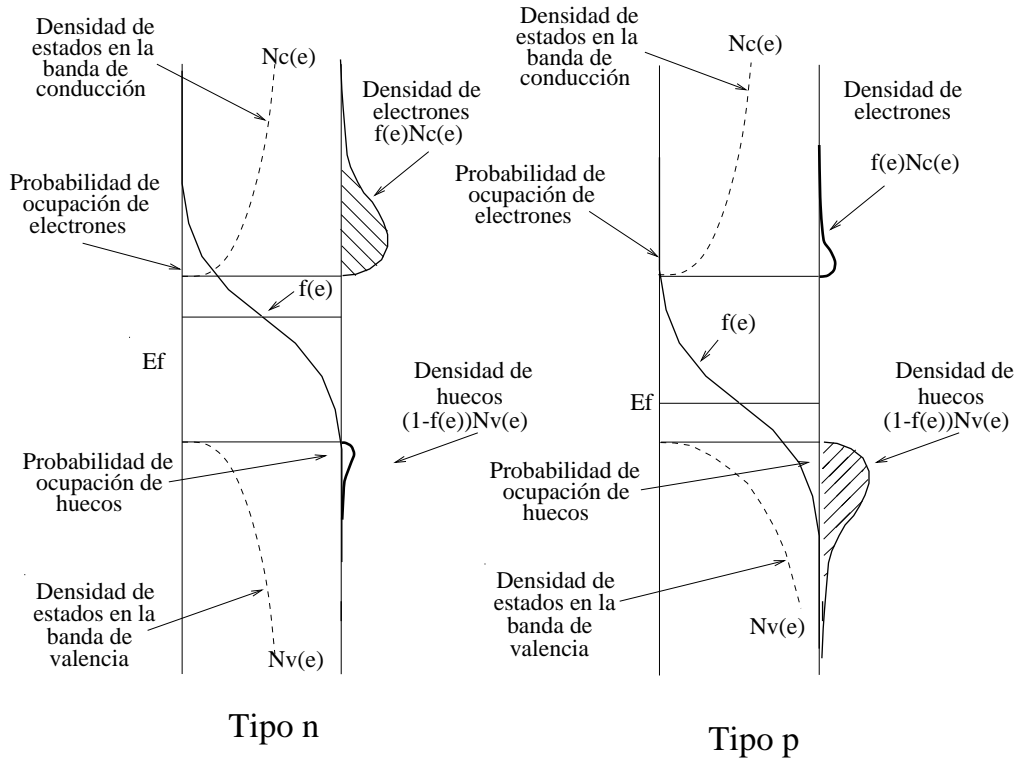 Densidad de
estados en la
banda de
conducción
Nc(e)
Densidad de
electrones
f(e)Nc(e)
Probabilidad de
ocupación de
electrones
f(e)
Ef
Densidad de
huecos
(1-f(e))Nv(e)
Probabilidad de
ocupación de
huecos
Densidad de
estados en la
banda de
valencia
Nv(e)
Tipo n
Densidad de
estados en la
banda de
conducción
Nc(e)
Densidad de
electrones
f(e)Nc(e)
Probabilidad de
ocupación de
electrones
f(e)
Ef
Densidad de
huecos
(1-f(e))Nv(e)
Probabilidad de
ocupación de
huecos
Densidad de
estados en la
banda de
valencia
Nv(e)
Tipo p